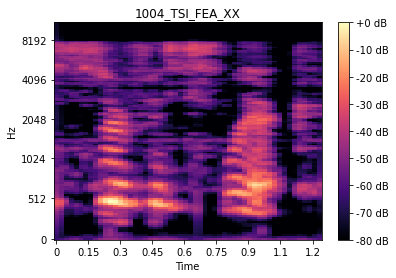 1004_TSI_FEA_XX
8192
4096
2048
1024
512
0
Hz
0 0.15 0.3 0.45 0.6 0.75 0.9 1.1 1.2
Time
+0 dB
-10 dB
-20 dB
-30 dB
-40 dB
-50 dB
-60 dB
-70 dB
-80 dB